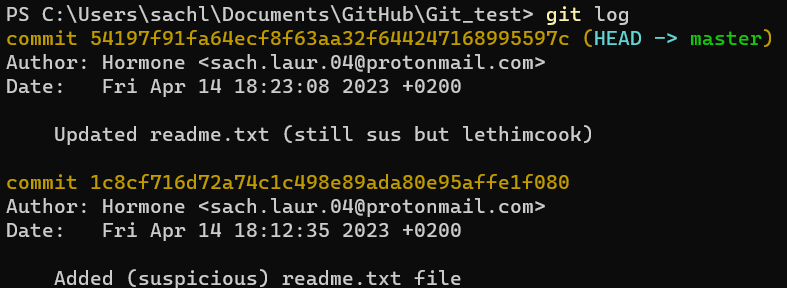 PS C:\Users\sachl\Documents\GitHub\Git_test> git log
commit 54197f91fa64ecf8f63aa32f644247168995597c (HEAD -> master)
Author: Hormone <sach.laur.04@protonmail.com>
Date:   Fri Apr 14 18:23:08 2023 +0200
    Updated readme.txt (still sus but lethimcook)
commit 1c8cf716d72a74c1c498e89ada80e95affe1f080
Author: Hormone <sach.laur.04@protonmail.com>
Date:   Fri Apr 14 18:12:35 2023 +0200
    Added (suspicious) readme.txt file